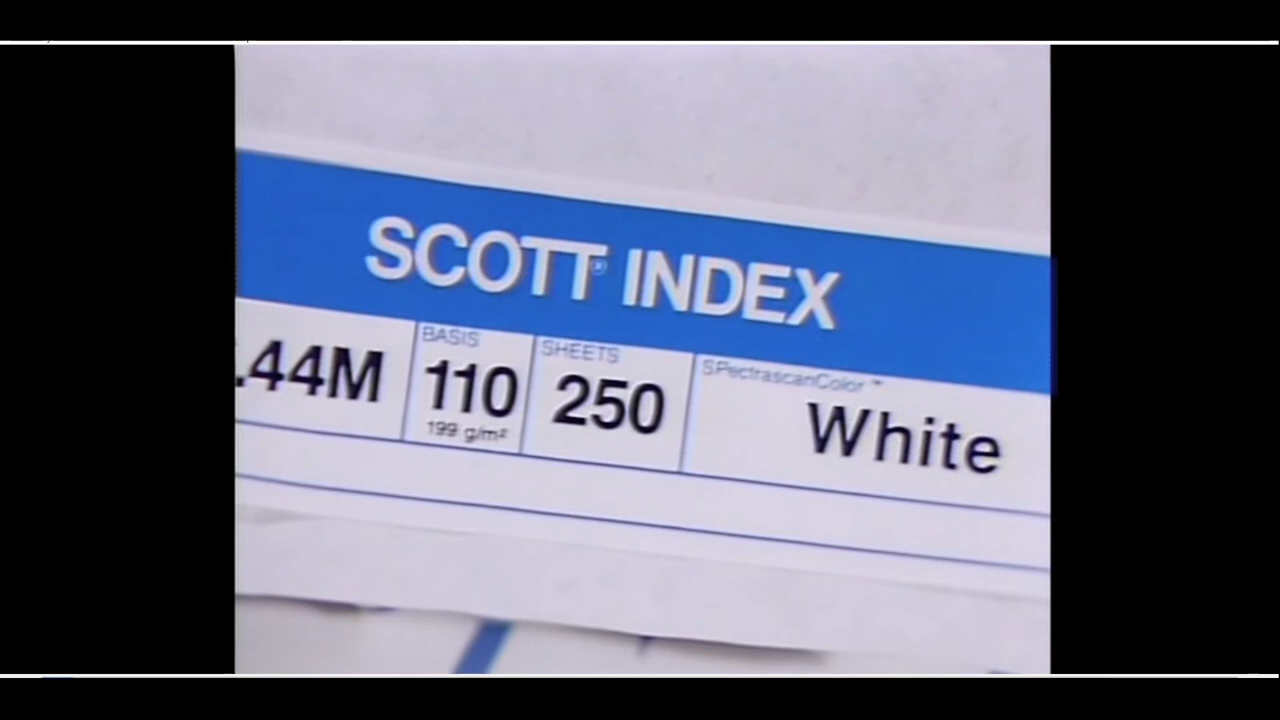 SCOTT® INDEX
.44M
BASIS
110
199 g/m²
SHEETS
250
SPectrascanColor™
White